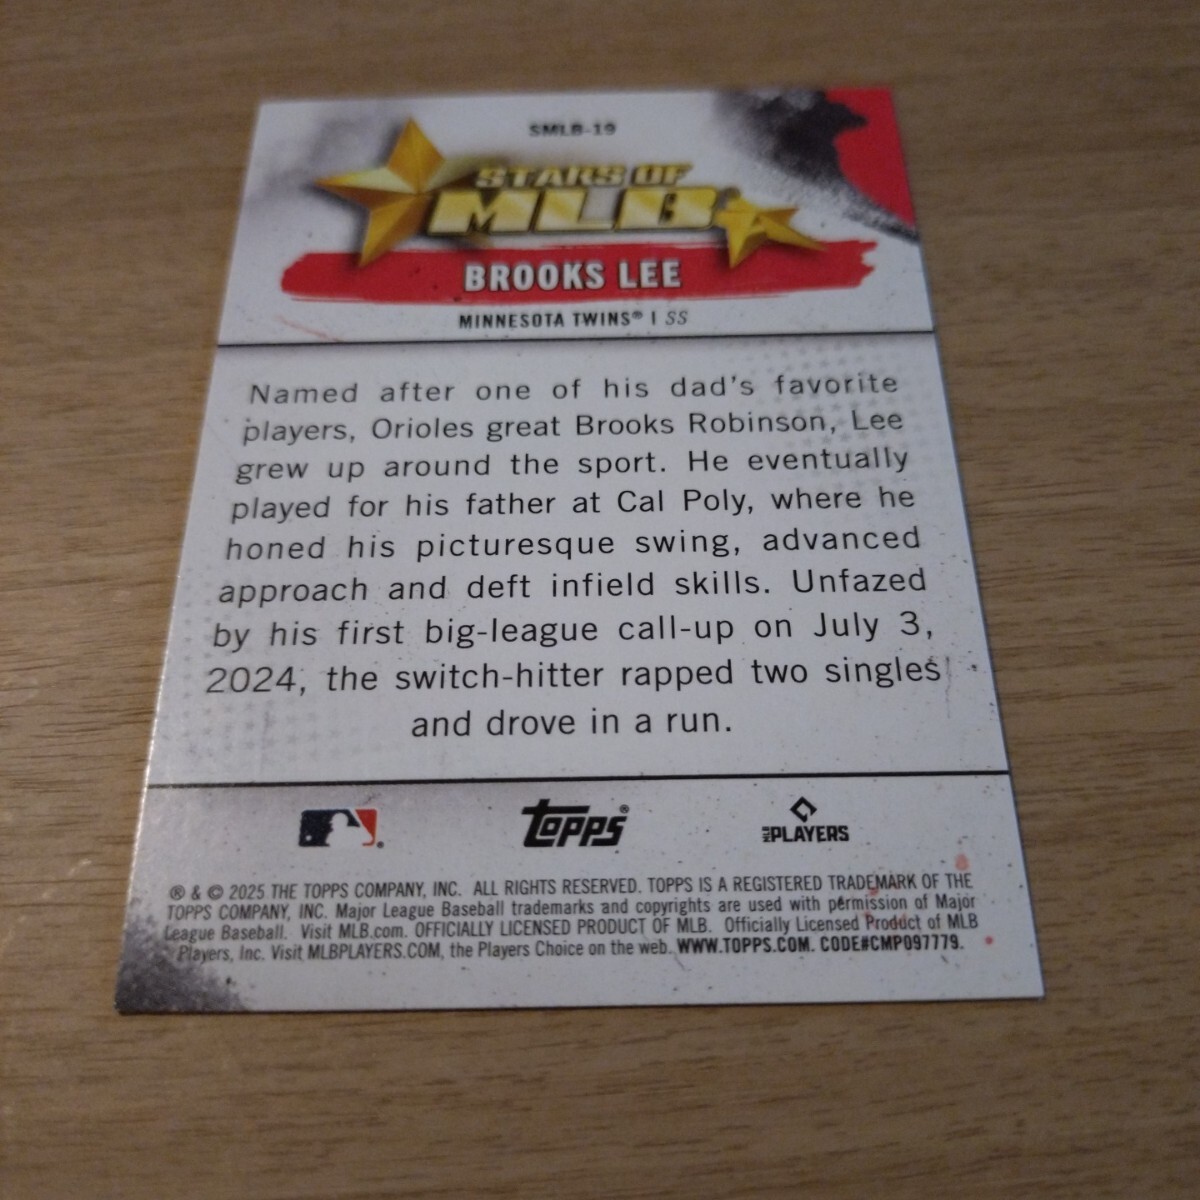 SMLB-19
STARS OF
MLB
BROOKS LEE
MINNESOTA TWINS® | SS
Named after one of his dad's favorite
players, Orioles great Brooks Robinson, Lee
grew up around the sport. He eventually
played for his father at Cal Poly, where he
honed his picturesque swing, advanced
approach and deft infield skills. Unfazed
by his first big-league call-up on July 3,
2024, the switch-hitter rapped two singles
and drove in a run.
topps®
MLB PLAYERS
® & © 2025 THE TOPPS COMPANY, INC. ALL RIGHTS RESERVED. TOPPS IS A REGISTERED TRADEMARK OF THE
TOPPS COMPANY, INC. Major League Baseball trademarks and copyrights are used with permission of Major
League Baseball. Visit MLB.com. OFFICIALLY LICENSED PRODUCT OF MLB. Officially Licensed Product of MLB
Players, Inc. Visit MLBPLAYERS.COM, the Players Choice on the web. WWW.TOPPS.COM. CODE#CMP097779.